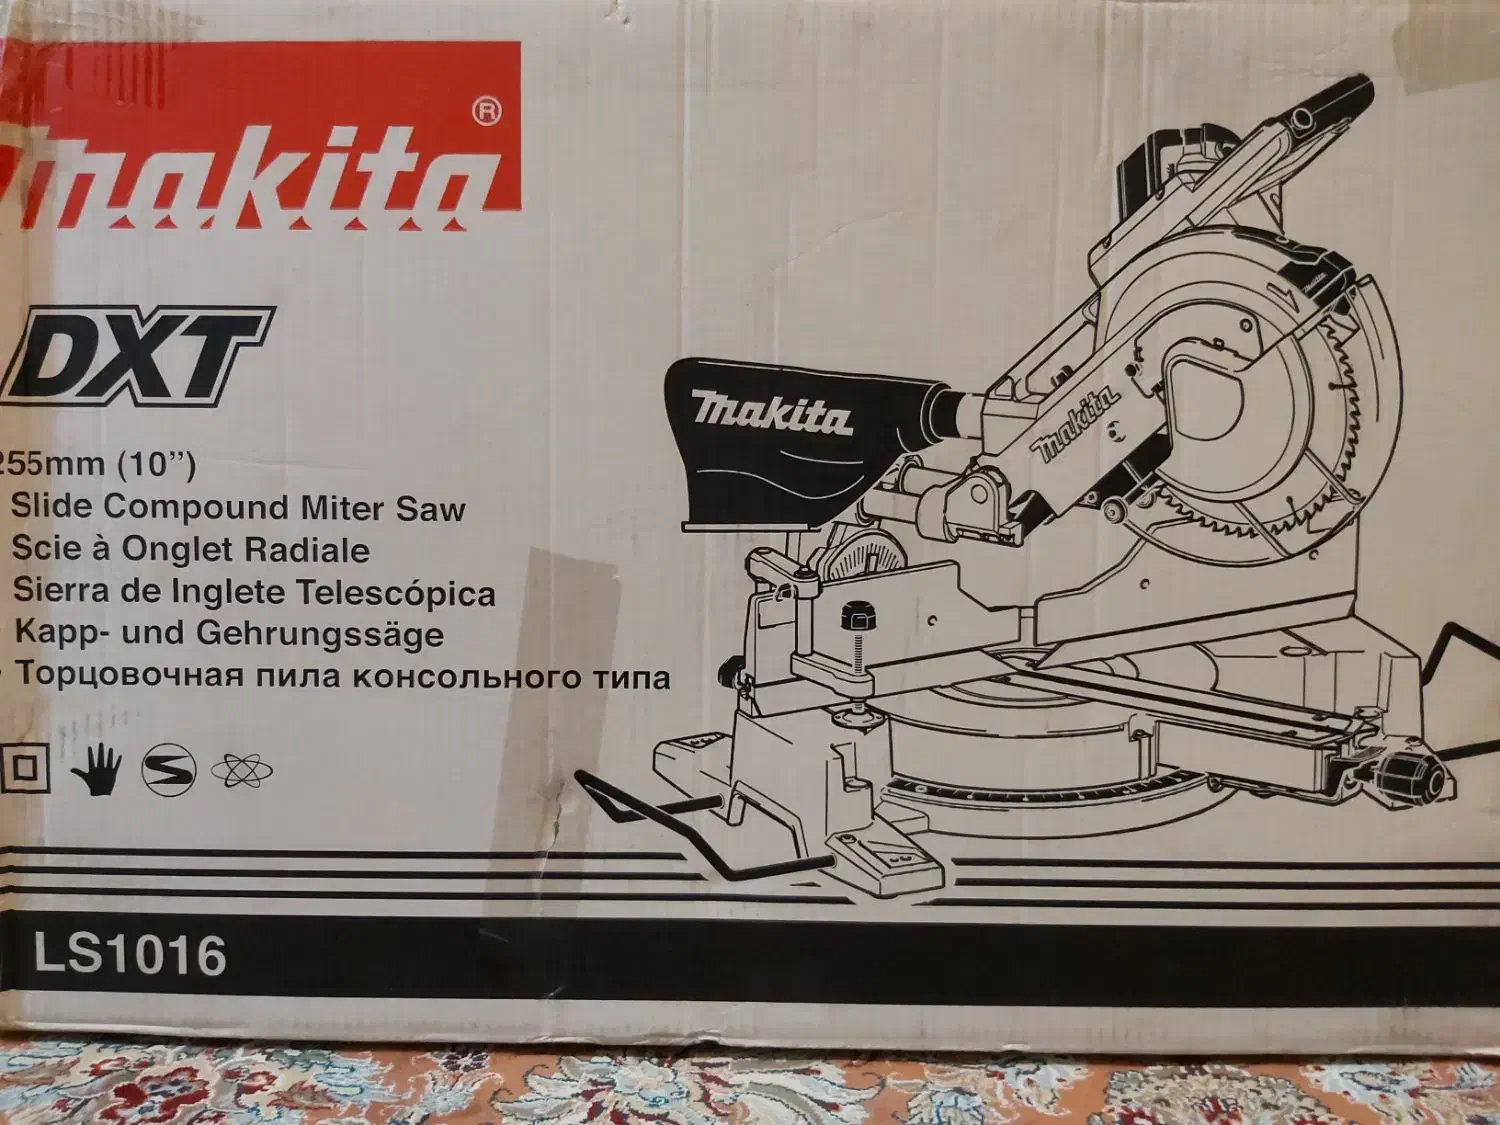 makita®
DXT
255mm (10”)
Slide Compound Miter Saw
Scie à Onglet Radiale
Sierra de Inglete Telescópica
Kapp- und Gehrungssäge
Торцовочная пила консольного типа
makita
makita
makita
LS1016